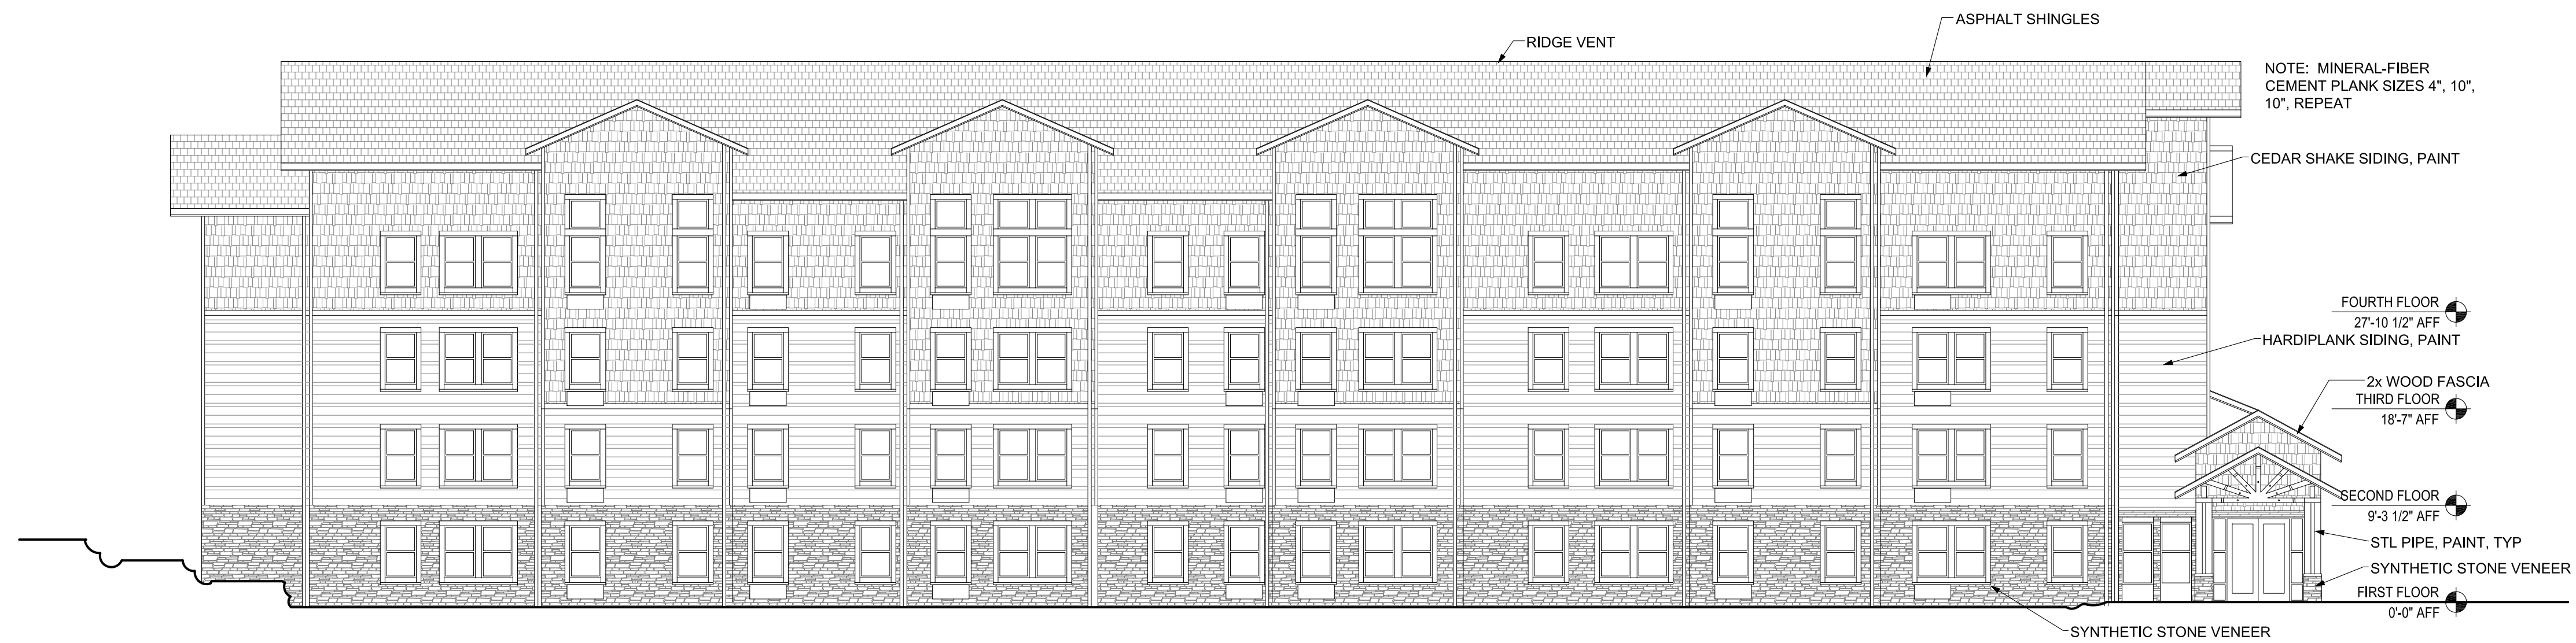 ASPHALT SHINGLES
RIDGE VENT
NOTE: MINERAL-FIBER
CEMENT PLANK SIZES 4", 10",
10", REPEAT
CEDAR SHAKE SIDING, PAINT
FOURTH FLOOR
27'-10 1/2" AFF
HARDIPLANK SIDING, PAINT
2x WOOD FASCIA
THIRD FLOOR
18'-7" AFF
SECOND FLOOR
9'-3 1/2" AFF
STL PIPE, PAINT, TYP
SYNTHETIC STONE VENEER
FIRST FLOOR
0'-0" AFF
SYNTHETIC STONE VENEER